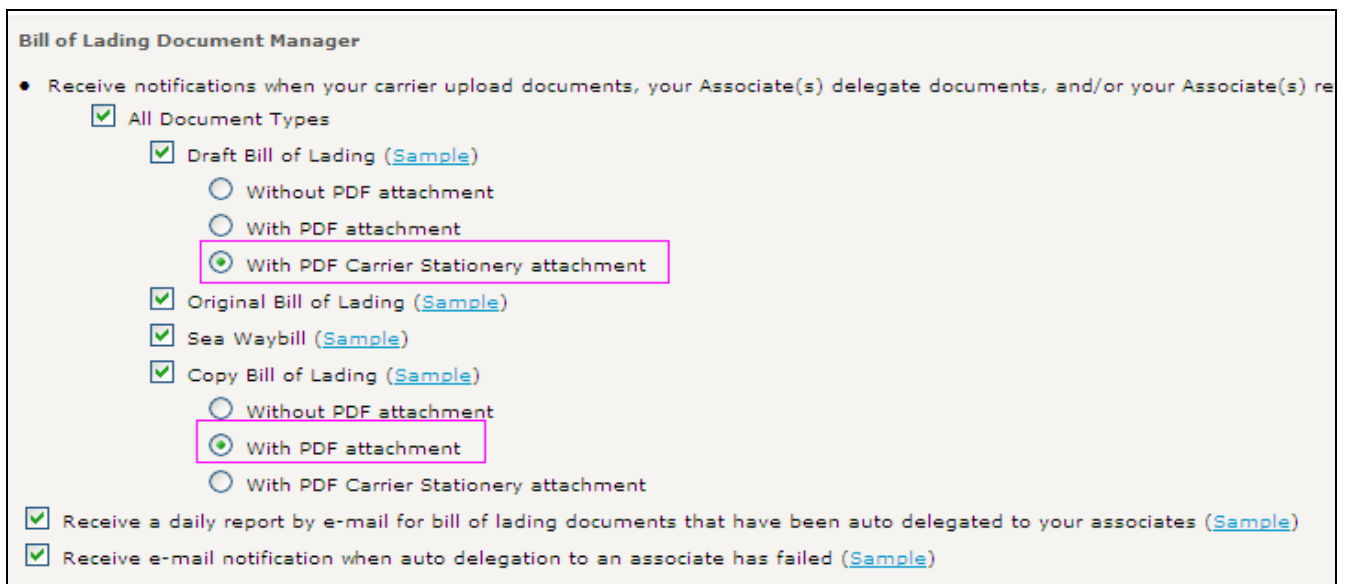 Bill of Lading Document Manager
• Receive notifications when your carrier upload documents, your Associate(s) delegate documents, and/or your Associate(s) re
All Document Types
Draft Bill of Lading (Sample)
Without PDF attachment
With PDF attachment
With PDF Carrier Stationery attachment
Original Bill of Lading (Sample)
Sea Waybill (Sample)
Copy Bill of Lading (Sample)
Without PDF attachment
With PDF attachment
With PDF Carrier Stationery attachment
Receive a daily report by e-mail for bill of lading documents that have been auto delegated to your associates (Sample)
Receive e-mail notification when auto delegation to an associate has failed (Sample)